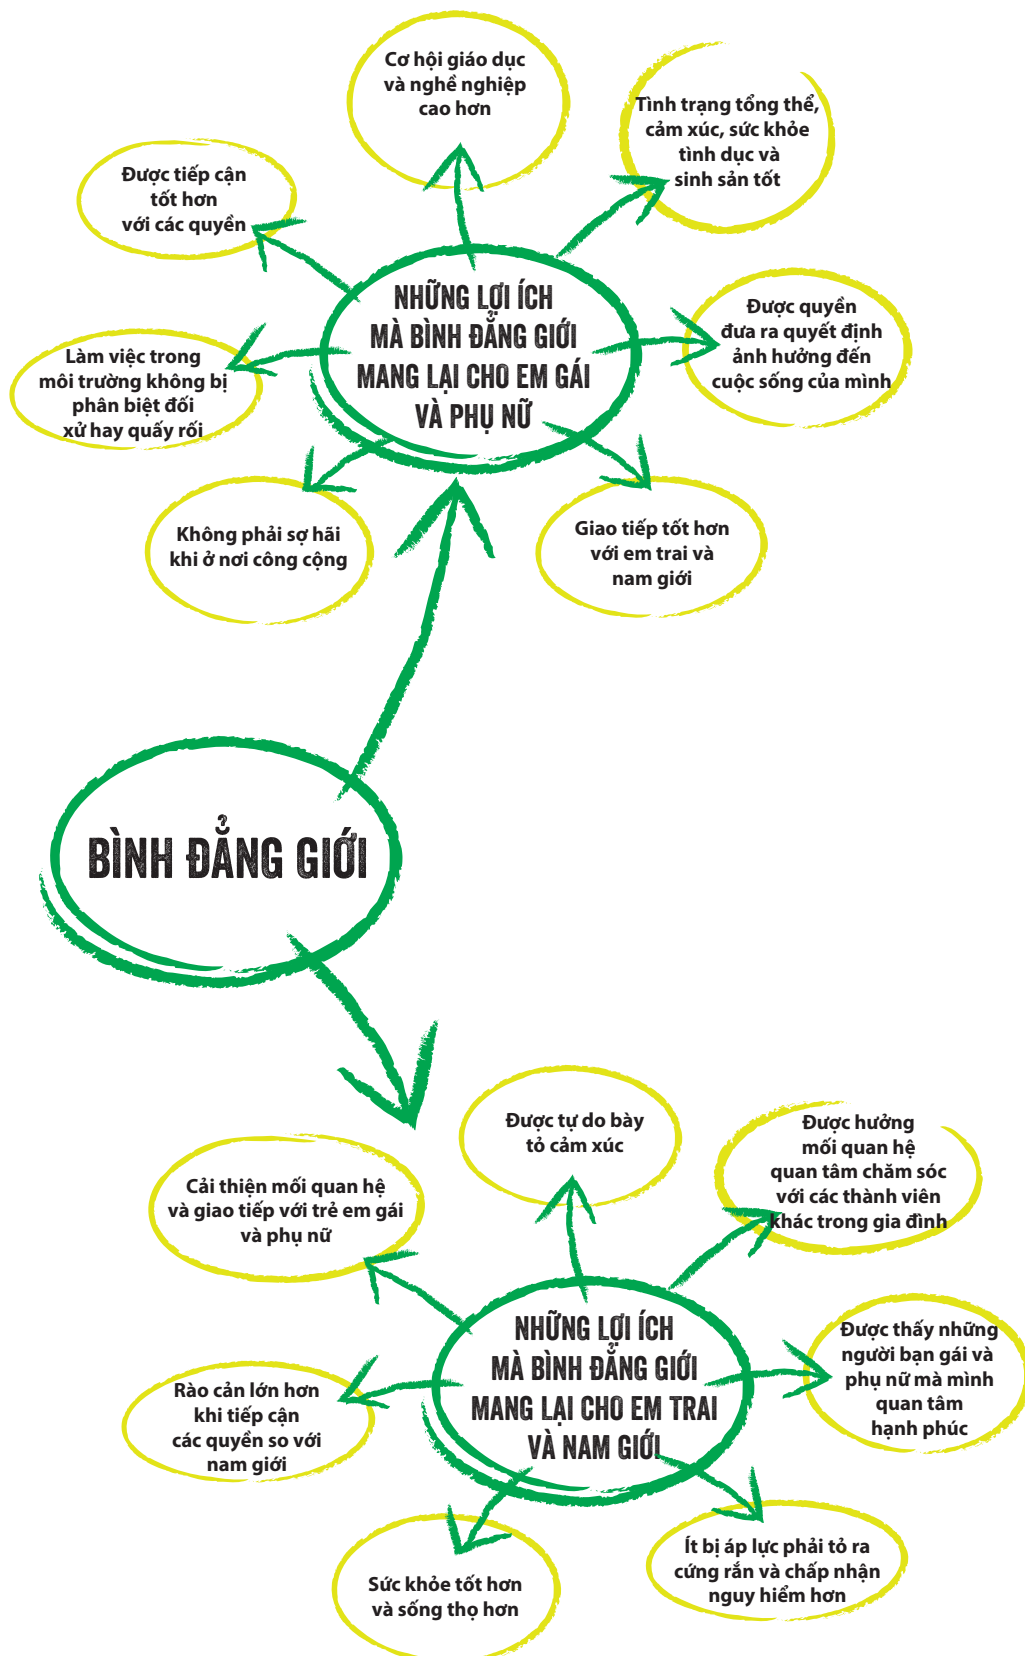 Cơ hội giáo dục
và nghề nghiệp
cao hơn
Tình trạng tổng thể,
cảm xúc, sức khỏe
tình dục và
sinh sản tốt
Được tiếp cận
tốt hơn
với các quyền
NHỮNG LỢI ÍCH
MÀ BÌNH ĐẲNG GIỚI
MANG LẠI CHO EM GÁI
VÀ PHỤ NỮ
Được quyền
đưa ra quyết định
ảnh hưởng đến
cuộc sống của mình
Làm việc trong
môi trường không bị
phân biệt đối
xử hay quấy rối
Không phải sợ hãi
khi ở nơi công cộng
Giao tiếp tốt hơn
với em trai và
nam giới
BÌNH ĐẲNG GIỚI
Được tự do bày
tỏ cảm xúc
Được hưởng
mối quan hệ
quan tâm chăm sóc
với các thành viên
khác trong gia đình
Cải thiện mối quan hệ
và giao tiếp với trẻ em gái
và phụ nữ
NHỮNG LỢI ÍCH
MÀ BÌNH ĐẲNG GIỚI
MANG LẠI CHO EM TRAI
VÀ NAM GIỚI
Được thấy những
người bạn gái và
phụ nữ mà mình
quan tâm
hạnh phúc
Rào cản lớn hơn
khi tiếp cận
các quyền so với
nam giới
Sức khỏe tốt hơn
và sống thọ hơn
Ít bị áp lực phải tỏ ra
cứng rắn và chấp nhận
nguy hiểm hơn